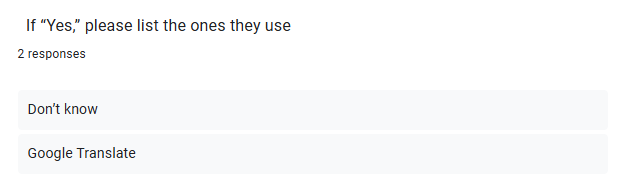 If “Yes,” please list the ones they use
2 responses
Don’t know
Google Translate